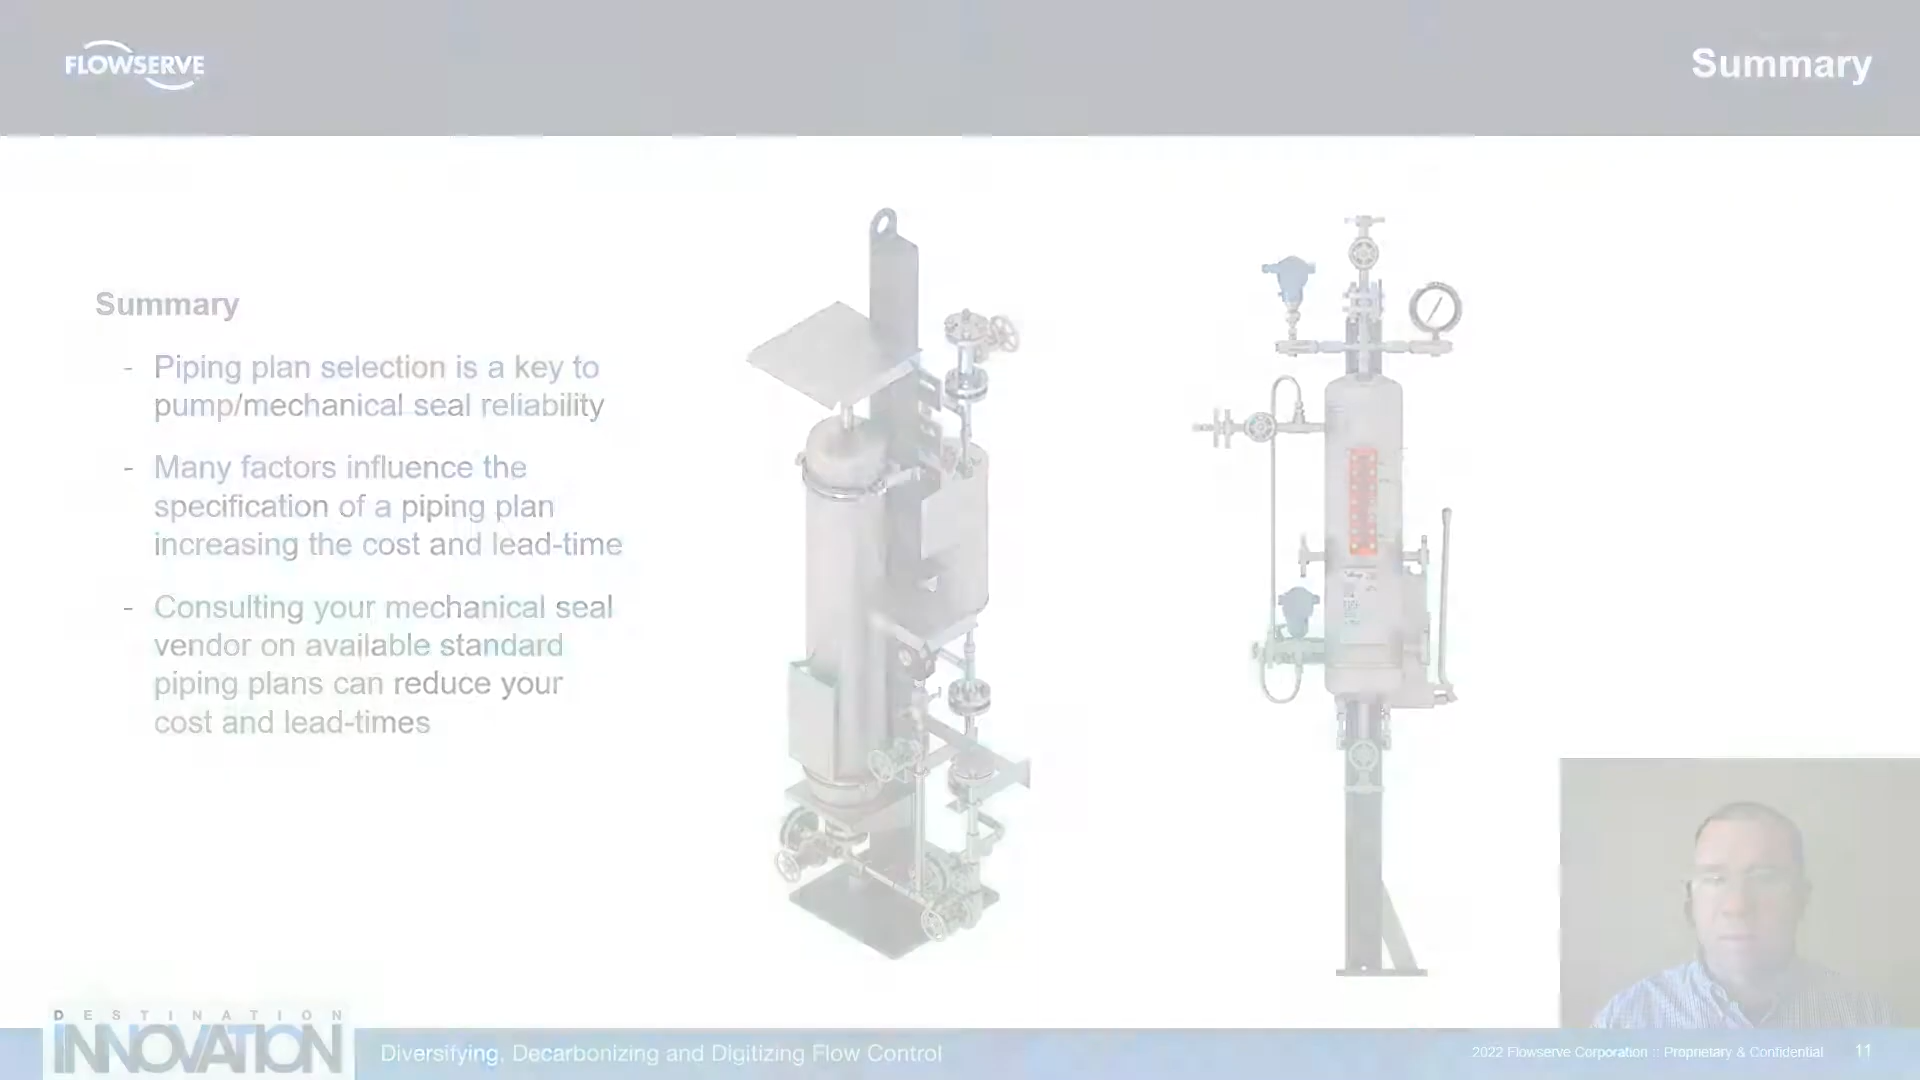 FLOWSERVE
Summary
Summary
- Piping plan selection is a key to
pump/mechanical seal reliability
- Many factors influence the
specification of a piping plan
increasing the cost and lead-time
- Consulting your mechanical seal
vendor on available standard
piping plans can reduce your
cost and lead-times
DESTINATION
INNOVATION
Diversifying, Decarbonizing and Digitizing Flow Control
2022 Flowserve Corporation :: Proprietary & Confidential
11